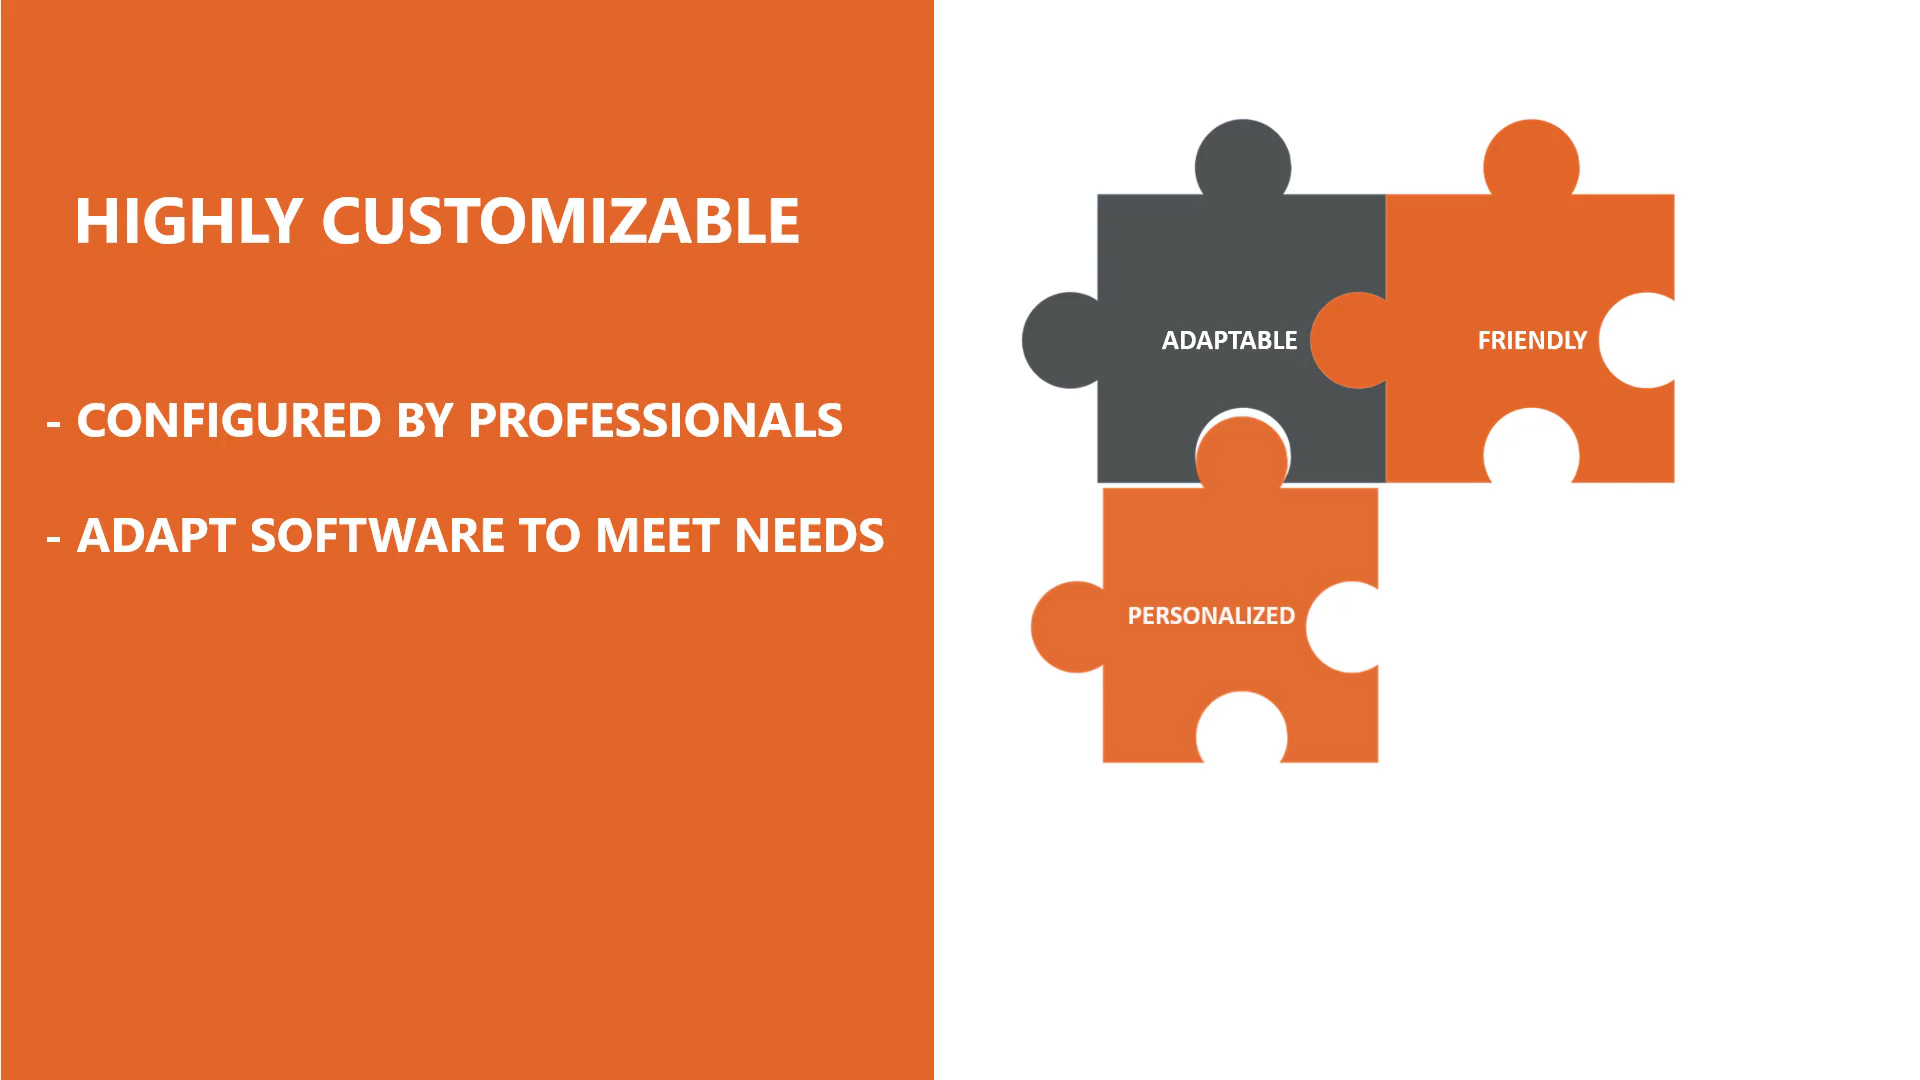 HIGHLY CUSTOMIZABLE
- CONFIGURED BY PROFESSIONALS
- ADAPT SOFTWARE TO MEET NEEDS
ADAPTABLE
FRIENDLY
PERSONALIZED